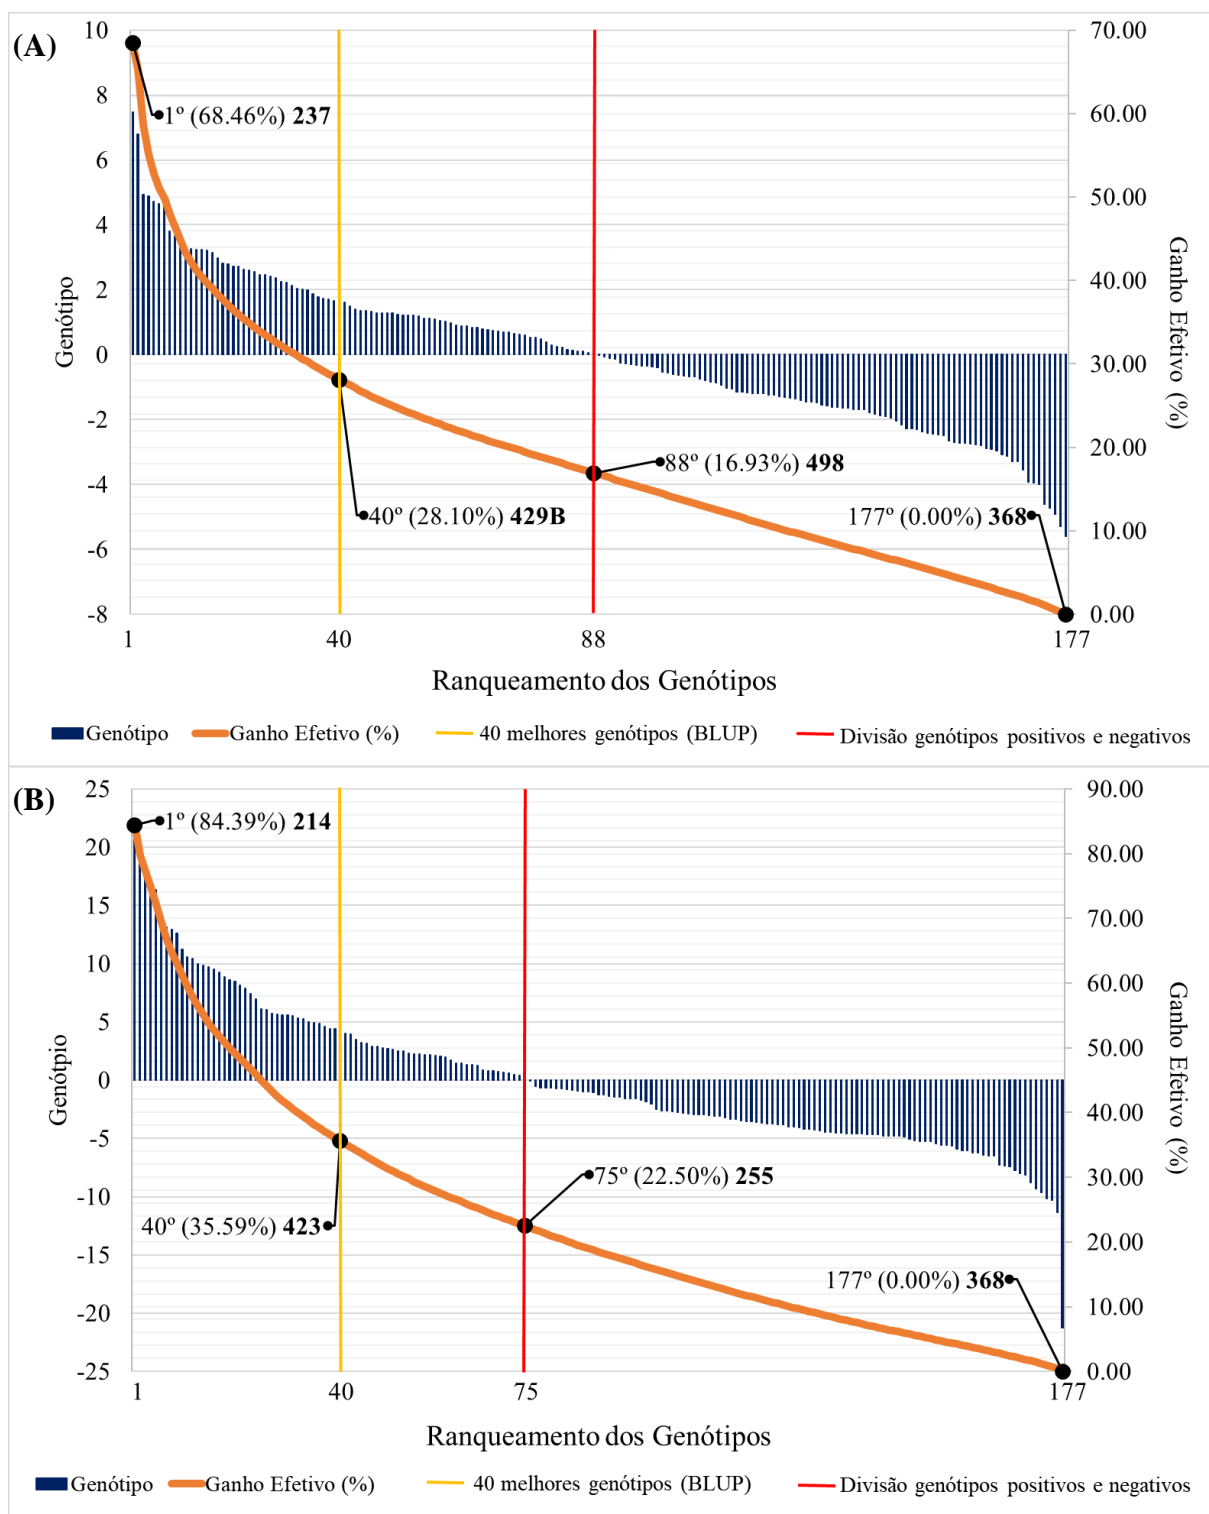 (A)
10
8
6
4
2
0
-2
-4
-6
-8
70.00
60.00
50.00
40.00
30.00
20.00
10.00
0.00
Genótipo
Ganho Efetivo (%)
1º (68.46%) 237
40º (28.10%) 429B
88º (16.93%) 498
177º (0.00%) 368
1 40 88 177
Ranqueamento dos Genótipos
Genótipo Ganho Efetivo (%) 40 melhores genótipos (BLUP) Divisão genótipos positivos e negativos
(B)
25
20
15
10
5
0
-5
-10
-15
-20
-25
90.00
80.00
70.00
60.00
50.00
40.00
30.00
20.00
10.00
0.00
Genótpio
Ganho Efetivo (%)
1º (84.39%) 214
40º (35.59%) 423
75º (22.50%) 255
177º (0.00%) 368
1 40 75 177
Ranqueamento dos Genótipos
Genótipo Ganho Efetivo (%) 40 melhores genótipos (BLUP) Divisão genótipos positivos e negativos